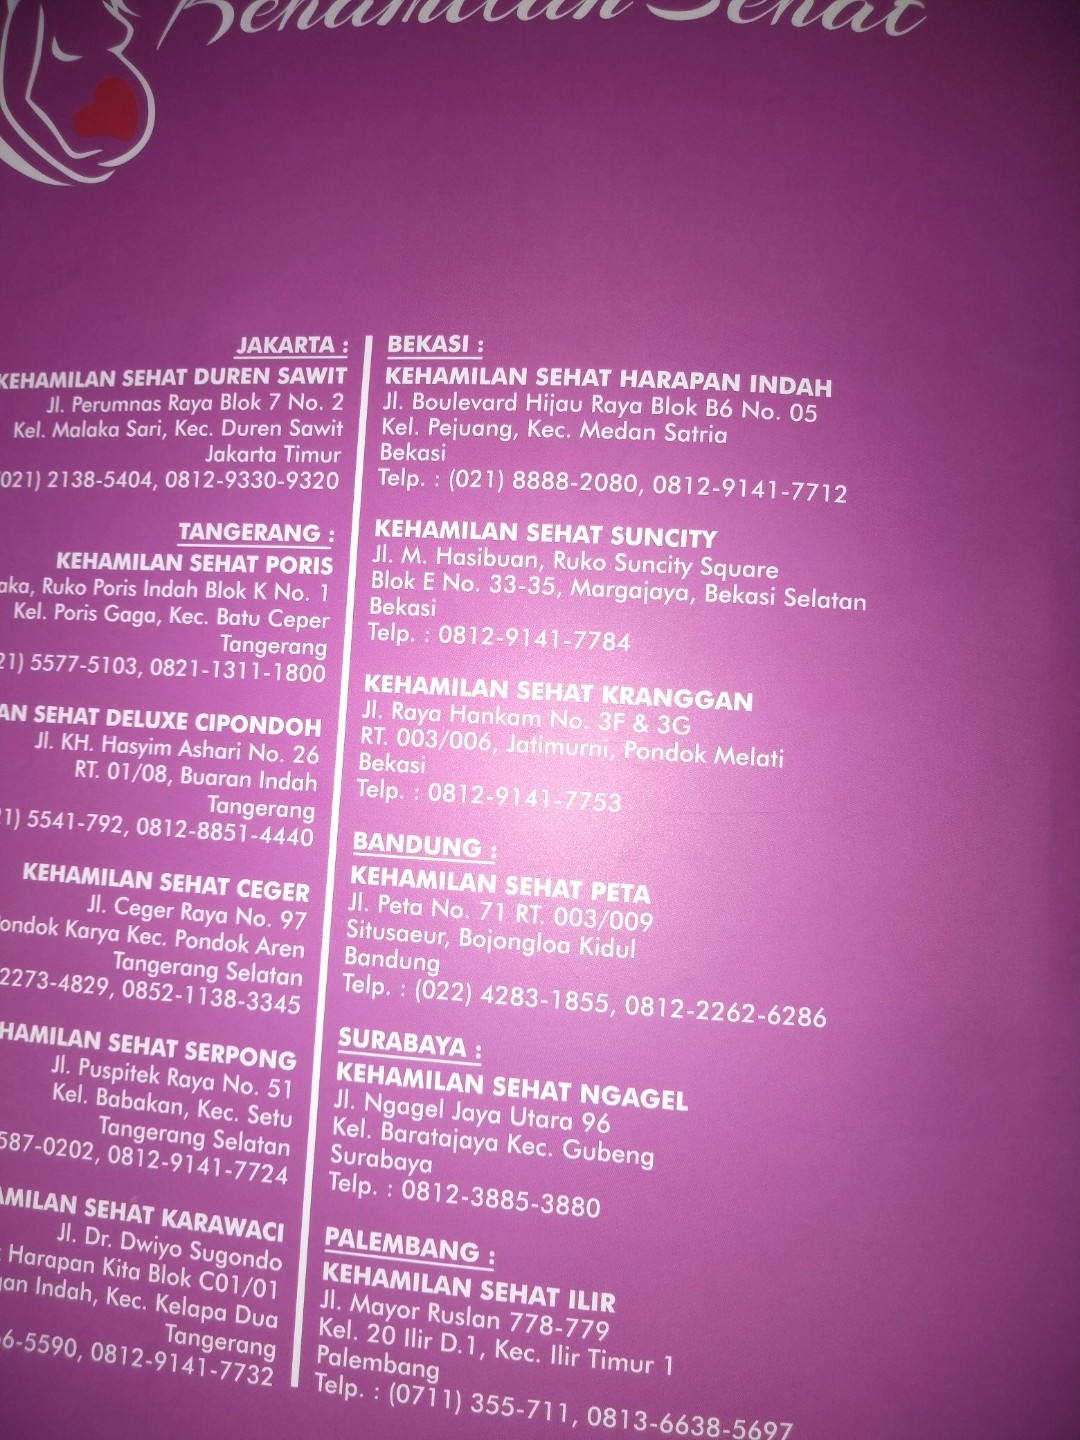 Kehamilan Sehat
JAKARTA :
KEHAMILAN SEHAT DUREN SAWIT
Jl. Perumnas Raya Blok 7 No. 2
Kel. Malaka Sari, Kec. Duren Sawit
Jakarta Timur
021) 2138-5404, 0812-9330-9320
TANGERANG :
KEHAMILAN SEHAT PORIS
Ruko Poris Indah Blok K No. 1
Kel. Poris Gaga, Kec. Batu Ceper
Tangerang
21) 5577-5103, 0821-1311-1800
SEHAT DELUXE CIPONDOH
Jl. KH. Hasyim Ashari No. 26
RT. 01/08, Buaran Indah
Tangerang
1) 5541-792, 0812-8851-4440
KEHAMILAN SEHAT CEGER
Jl. Ceger Raya No. 97
Pondok Karya Kec. Pondok Aren
Tangerang Selatan
2273-4829, 0852-1138-3345
HAMILAN SEHAT SERPONG
Jl. Puspitek Raya No. 51
Kel. Babakan, Kec. Setu
Tangerang Selatan
587-0202, 0812-9141-7724
AMILAN SEHAT KARAWACI
Jl. Dr. Dwiyo Sugondo
Harapan Kita Blok C01/01
Indah, Kec. Kelapa Dua
Tangerang
6-5590, 0812-9141-7732
BEKASI :
KEHAMILAN SEHAT HARAPAN INDAH
Jl. Boulevard Hijau Raya Blok B6 No. 05
Kel. Pejuang, Kec. Medan Satria
Bekasi
Telp. : (021) 8888-2080, 0812-9141-7712
KEHAMILAN SEHAT SUNCITY
Jl. M. Hasibuan, Ruko Suncity Square
Blok E No. 33-35, Margajaya, Bekasi Selatan
Bekasi
Telp. : 0812-9141-7784
KEHAMILAN SEHAT KRANGGAN
Jl. Raya Hankam No. 3F & 3G
RT. 003/006, Jatimurni, Pondok Melati
Bekasi
Telp. : 0812-9141-7753
BANDUNG :
KEHAMILAN SEHAT PETA
Jl. Peta No. 71 RT. 003/009
Situsaeur, Bojongloa Kidul
Bandung
Telp. : (022) 4283-1855, 0812-2262-6286
SURABAYA :
KEHAMILAN SEHAT NGAGEL
Jl. Ngagel Jaya Utara 96
Kel. Baratajaya Kec. Gubeng
Surabaya
Telp. : 0812-3885-3880
PALEMBANG :
KEHAMILAN SEHAT ILIR
Jl. Mayor Ruslan 778-779
Kel. 20 Ilir D.1, Kec. Ilir Timur 1
Palembang
Telp. : (0711) 355-711, 0813-6638-5697